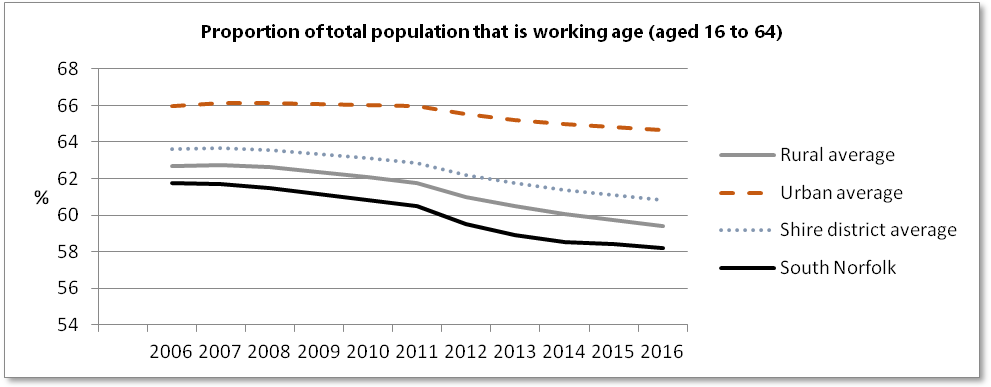 Proportion of total population that is working age (aged 16 to 64)
68
66
64
62
60
58
56
54
%
2006 2007 2008 2009 2010 2011 2012 2013 2014 2015 2016
Rural average
Urban average
Shire district average
South Norfolk